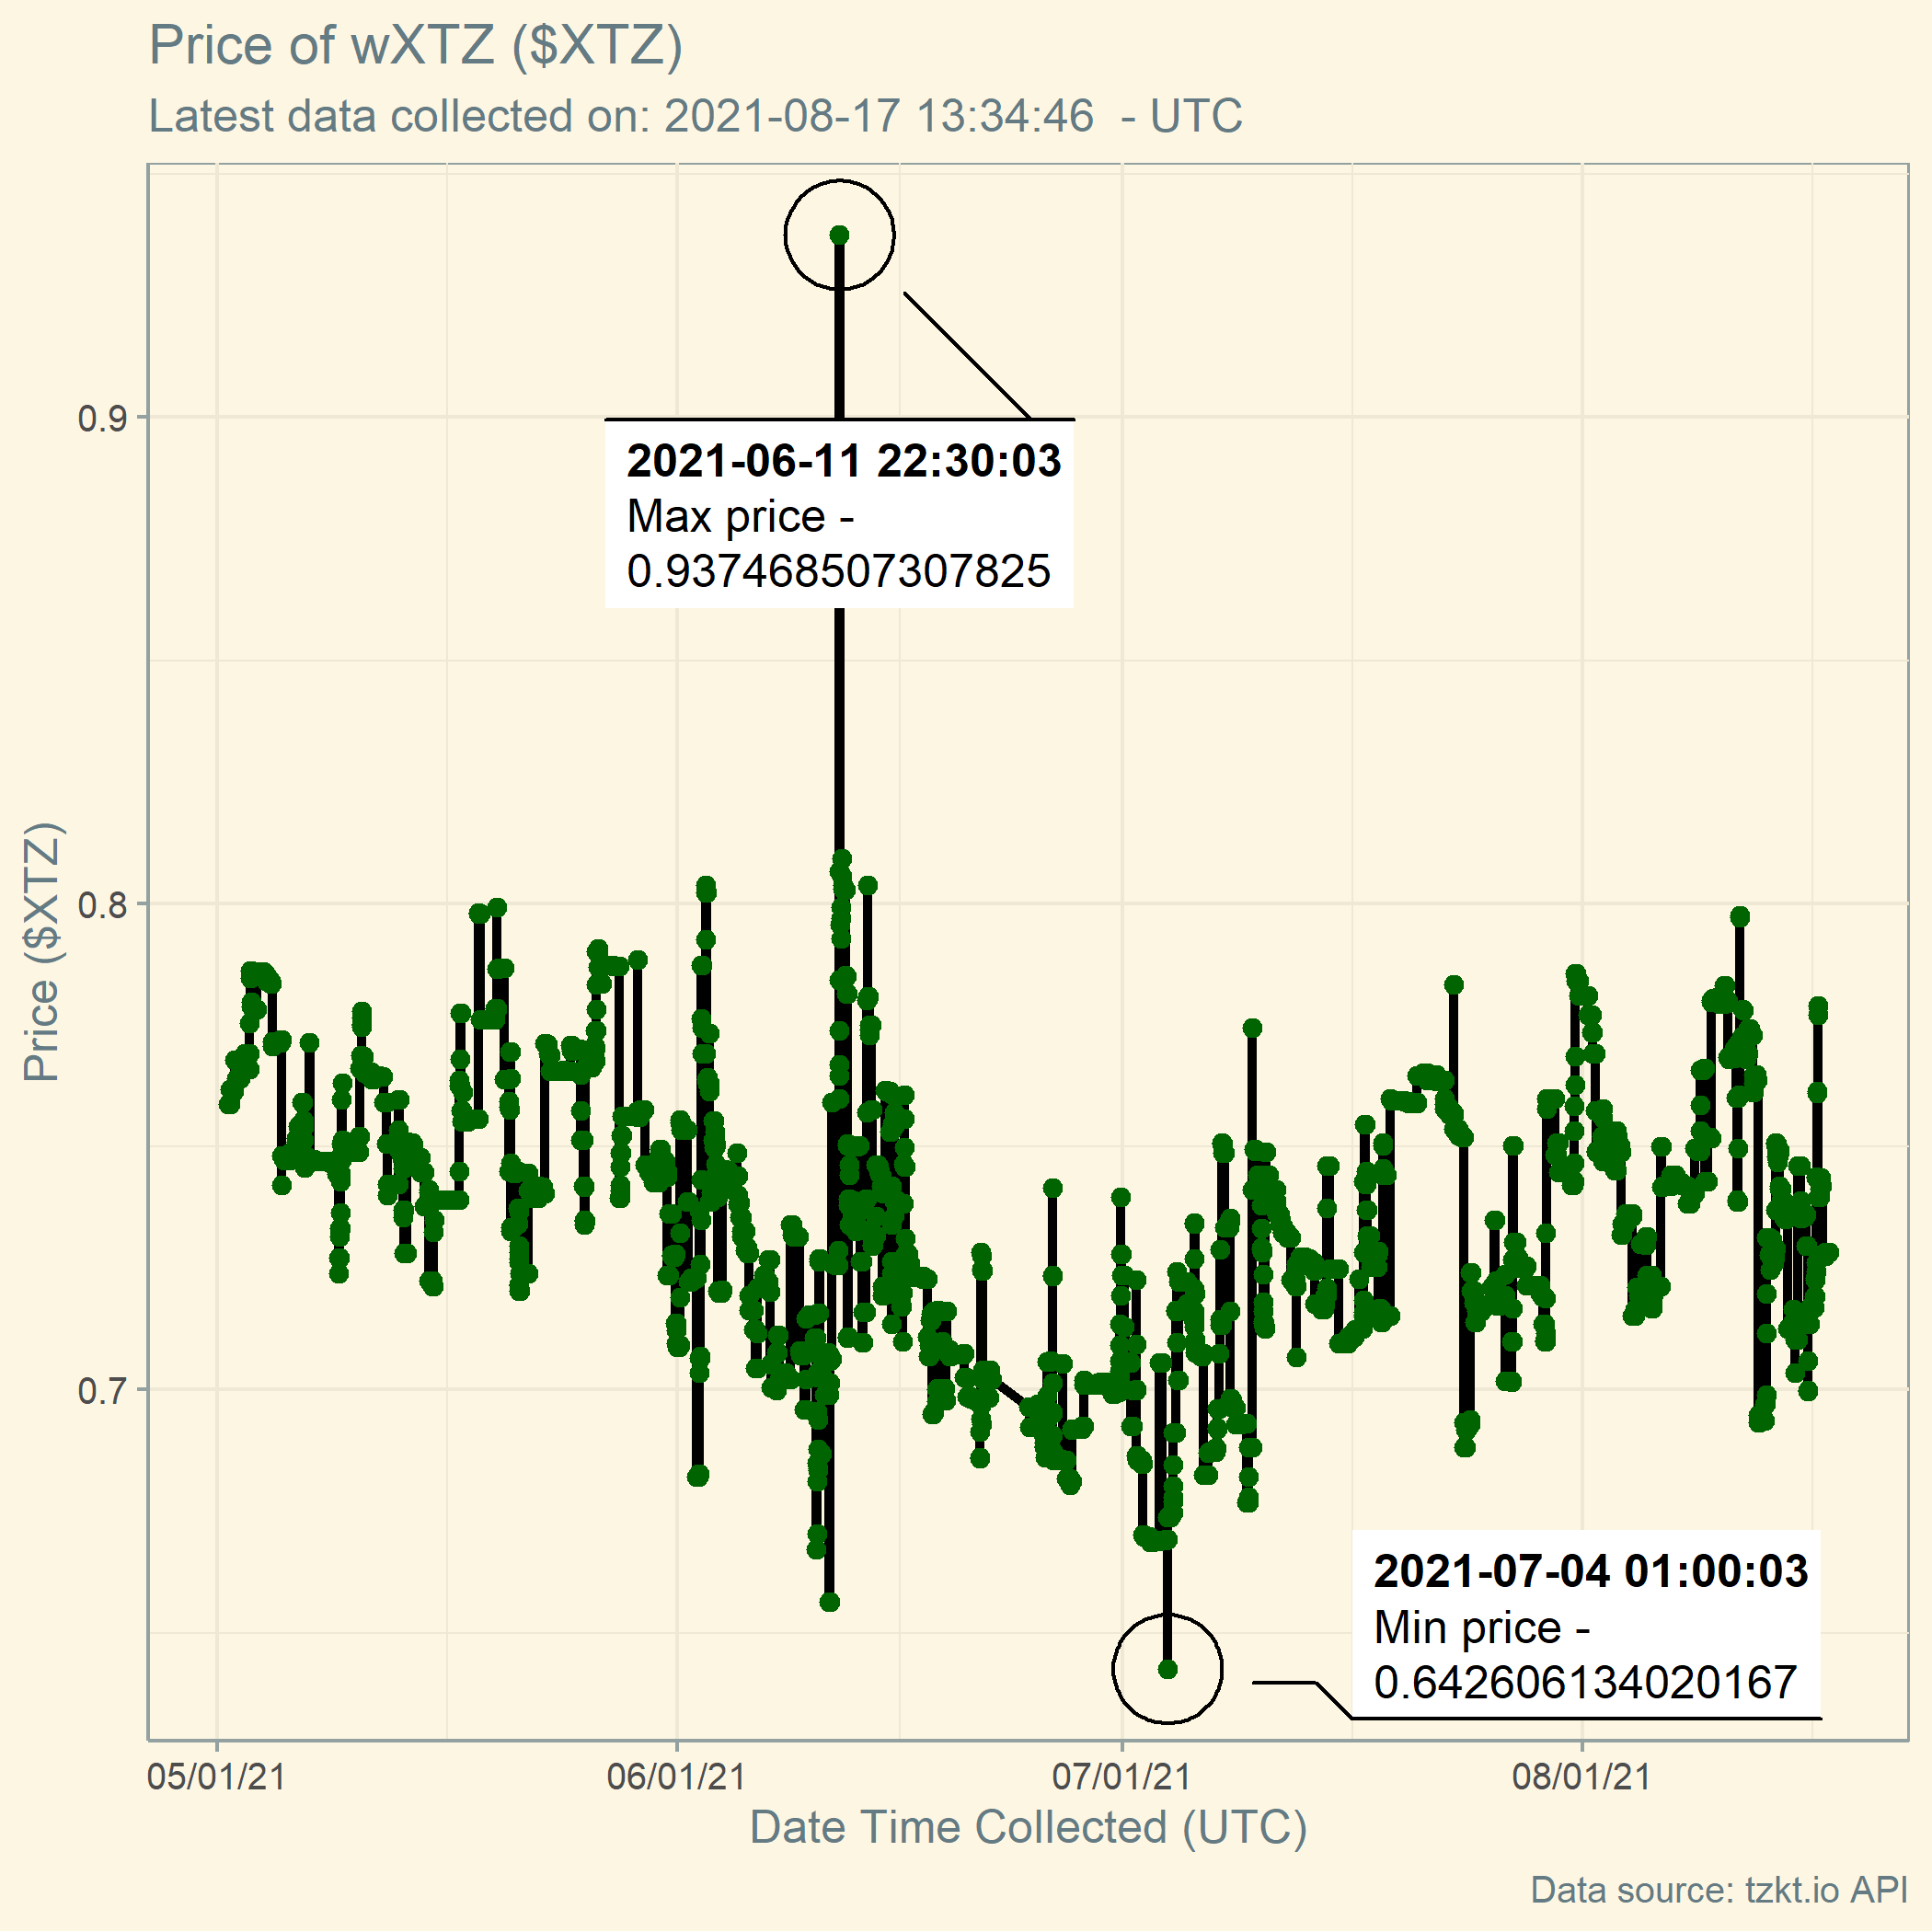 Price of wXTZ ($XTZ)
Latest data collected on: 2021-08-17 13:34:46  - UTC
Price ($XTZ)
0.9
0.8
0.7
2021-06-11 22:30:03
Max price -
0.937468507307825
2021-07-04 01:00:03
Min price -
0.642606134020167
05/01/21
06/01/21
07/01/21
08/01/21
Date Time Collected (UTC)
Data source: tzkt.io API